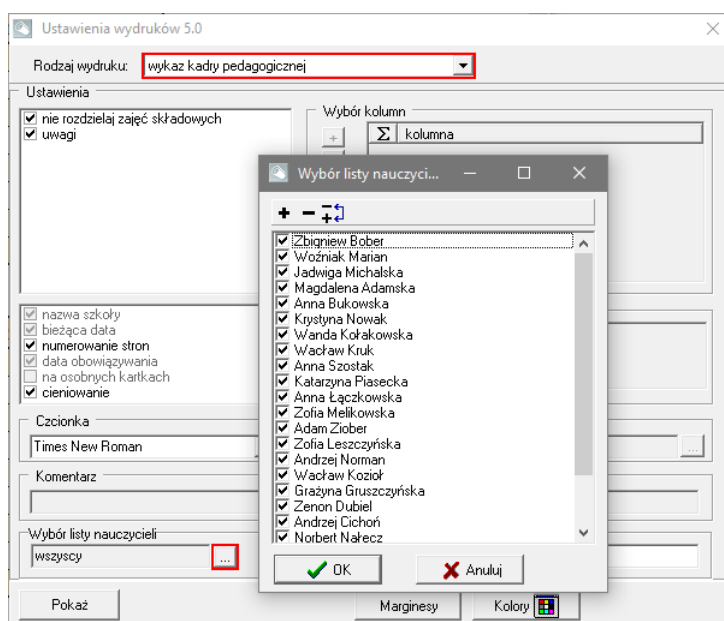 Ustawienia wydruków 5.0
Rodzaj wydruku: wykaz kadry pedagogicznej
Ustawienia
nie rozdzielaj zajęć składowych
uwagi
Wybór kolumn
+ Σ kolumna
Wybór listy nauczyci...
Zbigniew Bober
Woźniak Marian
Jadwiga Michalska
Magdalena Adamska
Anna Bukowska
Krystyna Nowak
Wanda Kołakowska
Wacław Kruk
Anna Szostak
Katarzyna Piasecka
Anna Łączkowska
Zofia Melikowska
Adam Ziober
Zofia Leszczyńska
Andrzej Norman
Wacław Kozioł
Grażyna Gruszczyńska
Zenon Dubiel
Andrzej Cichoń
Norbert Nałecz
OK Anuluj
nazwa szkoły
bieżąca data
numerowanie stron
data obowiązywania
na osobnych kartkach
cieniowanie
Czcionka
Times New Roman
...
Komentarz
Wybór listy nauczycieli
wszyscy ...
Pokaż Marginesy Kolory